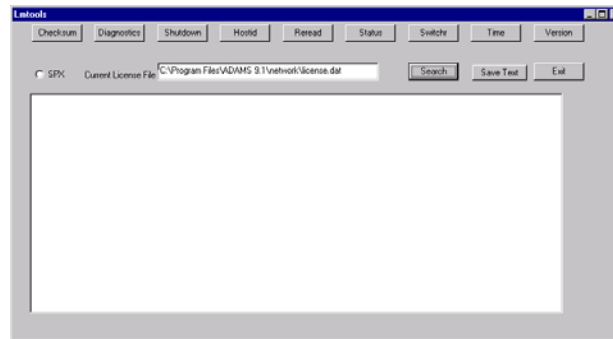 Lmtools
Checksum Diagnostics Shutdown Hostid Reread Status Switchr Time Version
SPX Current License File C:\Program Files\ADAMS 9.1\network\license.dat Search Save Text Exit